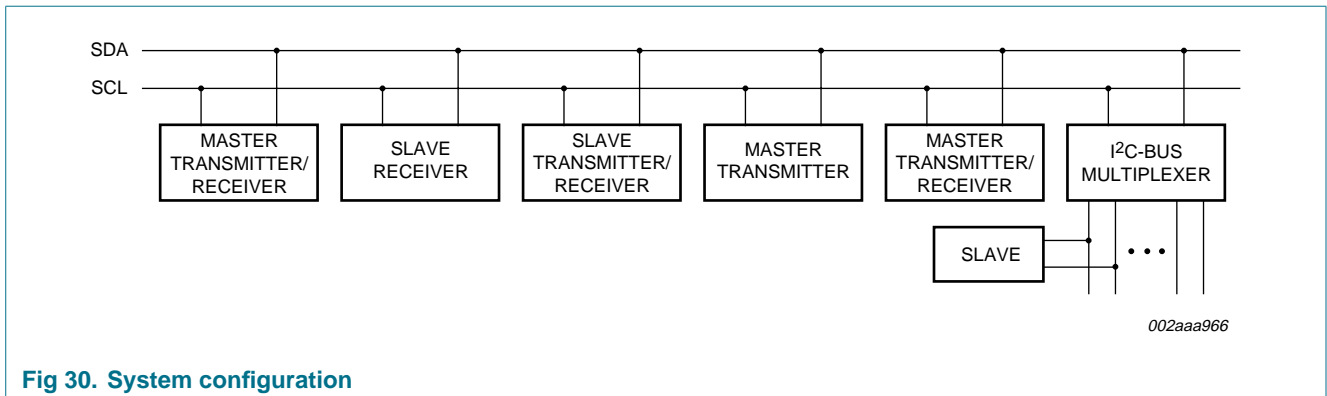 SDA
SCL
MASTER
TRANSMITTER/
RECEIVER
SLAVE
RECEIVER
SLAVE
TRANSMITTER/
RECEIVER
MASTER
TRANSMITTER
MASTER
TRANSMITTER/
RECEIVER
I²C-BUS
MULTIPLEXER
SLAVE
002aaa966
Fig 30. System configuration